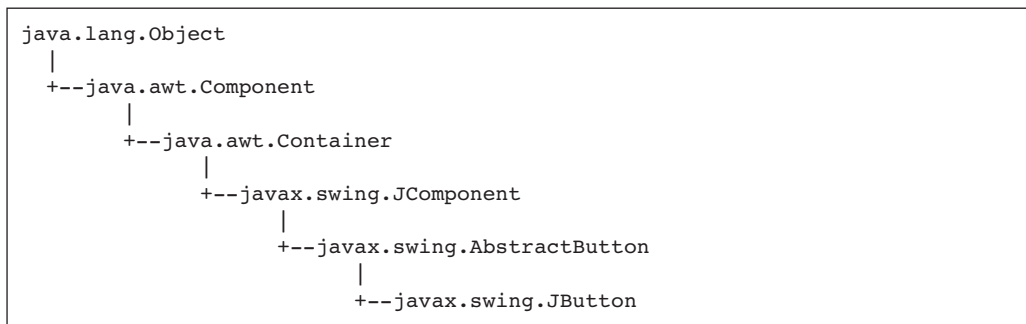 java.lang.Object
|
+--java.awt.Component
|
+--java.awt.Container
|
+--javax.swing.JComponent
|
+--javax.swing.AbstractButton
|
+--javax.swing.JButton